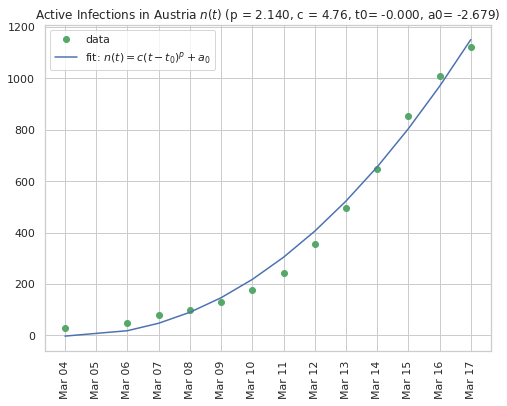 Active Infections in Austria n(t) (p = 2.140, c = 4.76, t0= -0.000, a0= -2.679)
data
fit: n(t) = c(t − t₀)ᵖ + a₀
1200
1000
800
600
400
200
0
Mar 04
Mar 05
Mar 06
Mar 07
Mar 08
Mar 09
Mar 10
Mar 11
Mar 12
Mar 13
Mar 14
Mar 15
Mar 16
Mar 17